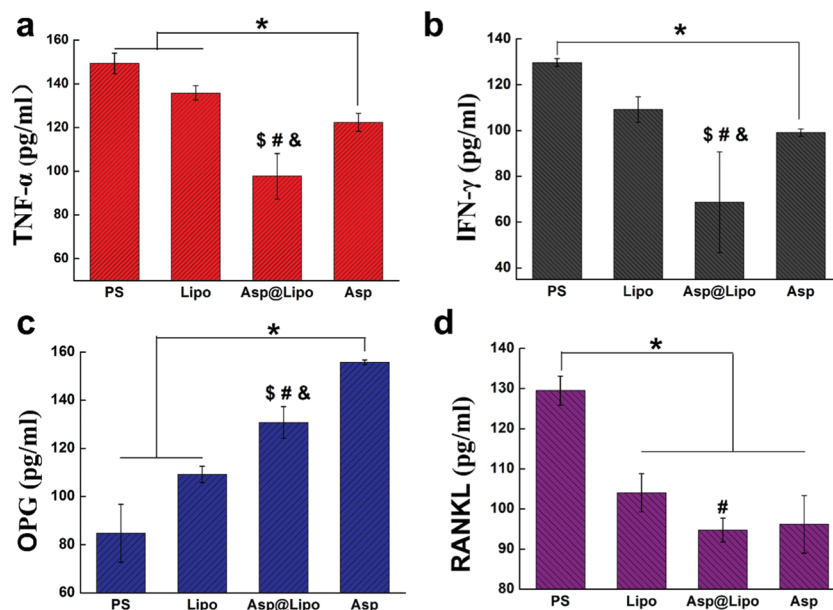 a
*
160
140
120
100
80
60
TNF-α (pg/ml)
$ # &
PS Lipo Asp@Lipo Asp
b
*
120
100
80
60
40
IFN-γ (pg/ml)
$ # &
PS Lipo Asp@Lipo Asp
c
*
160
140
120
100
80
60
OPG (pg/ml)
$ # &
PS Lipo Asp@Lipo Asp
d
*
130
120
110
100
90
80
RANKL (pg/ml)
#
PS Lipo Asp@Lipo Asp